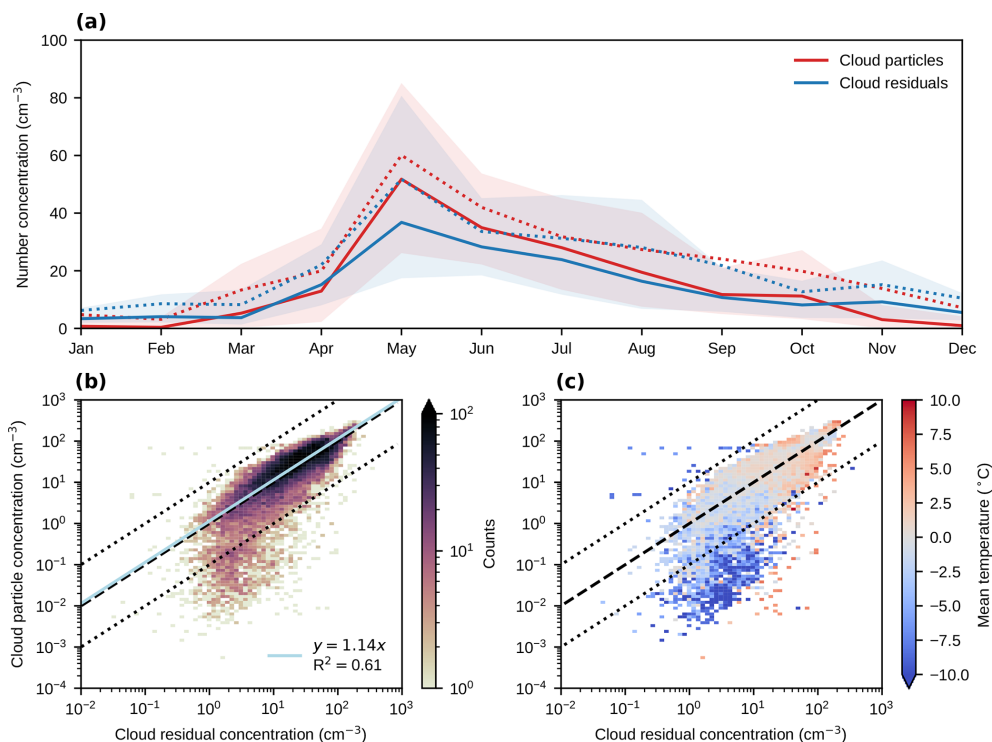 (a)
Number concentration (cm⁻³)
100
80
60
40
20
0
Cloud particles
Cloud residuals
Jan Feb Mar Apr May Jun Jul Aug Sep Oct Nov Dec
(b)
Cloud particle concentration (cm⁻³)
10³
10²
10¹
10⁰
10⁻¹
10⁻²
10⁻³
10⁻⁴
y = 1.14x
R² = 0.61
10⁻² 10⁻¹ 10⁰ 10¹ 10² 10³
Cloud residual concentration (cm⁻³)
10²
10¹
10⁰
Counts
(c)
10³
10²
10¹
10⁰
10⁻¹
10⁻²
10⁻³
10⁻⁴
10⁻² 10⁻¹ 10⁰ 10¹ 10² 10³
Cloud residual concentration (cm⁻³)
10.0
7.5
5.0
2.5
0.0
−2.5
−5.0
−7.5
−10.0
Mean temperature (°C)